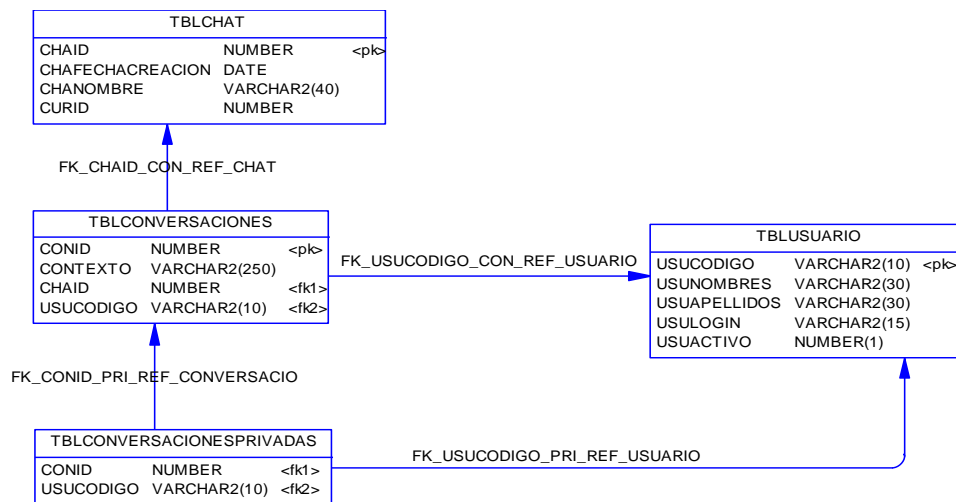 TBLCHAT
CHAID NUMBER <pk>
CHAFECHACREACION DATE
CHANOMBRE VARCHAR2(40)
CURID NUMBER
FK_CHAID_CON_REF_CHAT
TBLCONVERSACIONES
CONID NUMBER <pk>
CONTEXTO VARCHAR2(250)
CHAID NUMBER <fk1>
USUCODIGO VARCHAR2(10) <fk2>
FK_USUCODIGO_CON_REF_USUARIO
TBLUSUARIO
USUCODIGO VARCHAR2(10) <pk>
USUNOMBRES VARCHAR2(30)
USUAPELLIDOS VARCHAR2(30)
USULOGIN VARCHAR2(15)
USUACTIVO NUMBER(1)
FK_CONID_PRI_REF_CONVERSACIO
TBLCONVERSACIONESPRIVADAS
CONID NUMBER <fk1>
USUCODIGO VARCHAR2(10) <fk2>
FK_USUCODIGO_PRI_REF_USUARIO